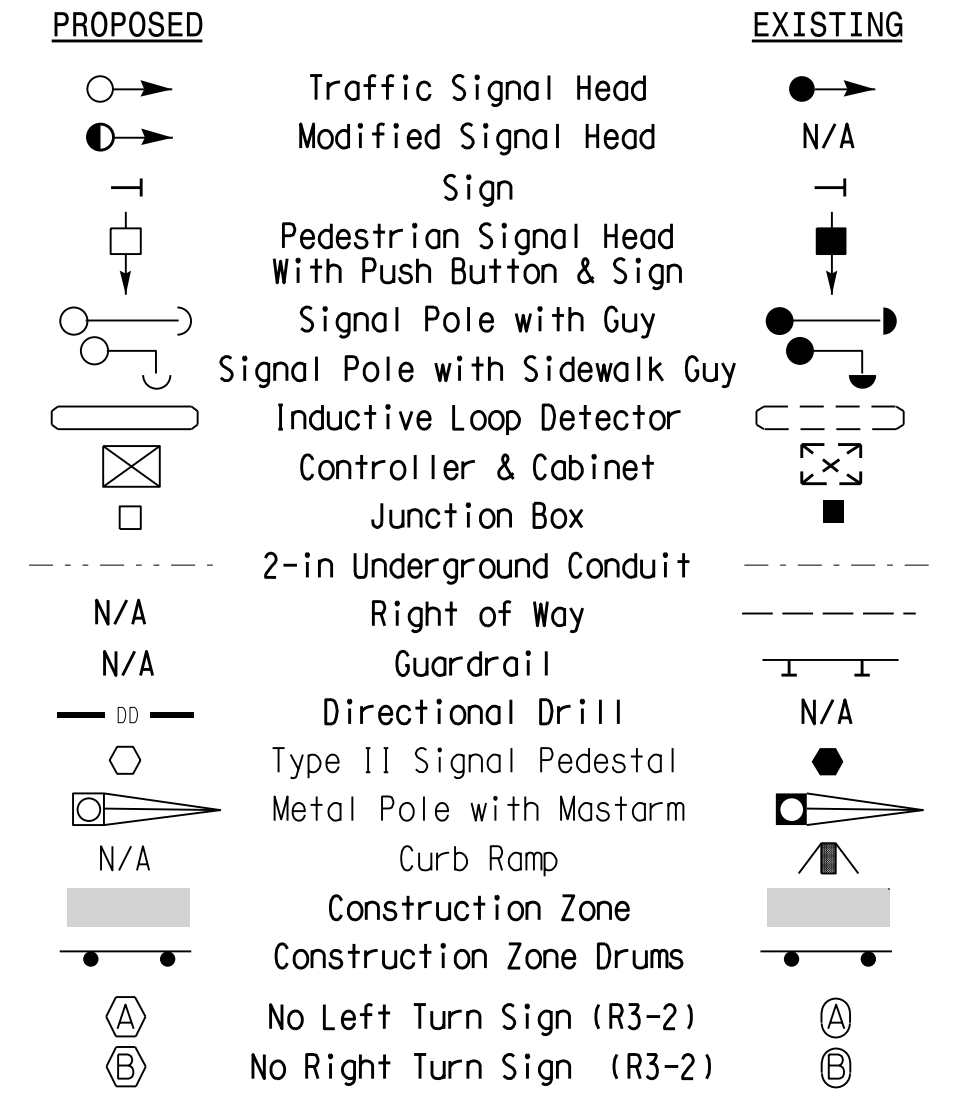 PROPOSED EXISTING
Traffic Signal Head
Modified Signal Head N/A
Sign
Pedestrian Signal Head
With Push Button & Sign
Signal Pole with Guy
Signal Pole with Sidewalk Guy
Inductive Loop Detector
Controller & Cabinet
Junction Box
2-in Underground Conduit
N/A Right of Way
N/A Guardrail
DD Directional Drill N/A
Type II Signal Pedestal
Metal Pole with Mastarm
N/A Curb Ramp
Construction Zone
Construction Zone Drums
A No Left Turn Sign (R3-2) A
B No Right Turn Sign (R3-2) B